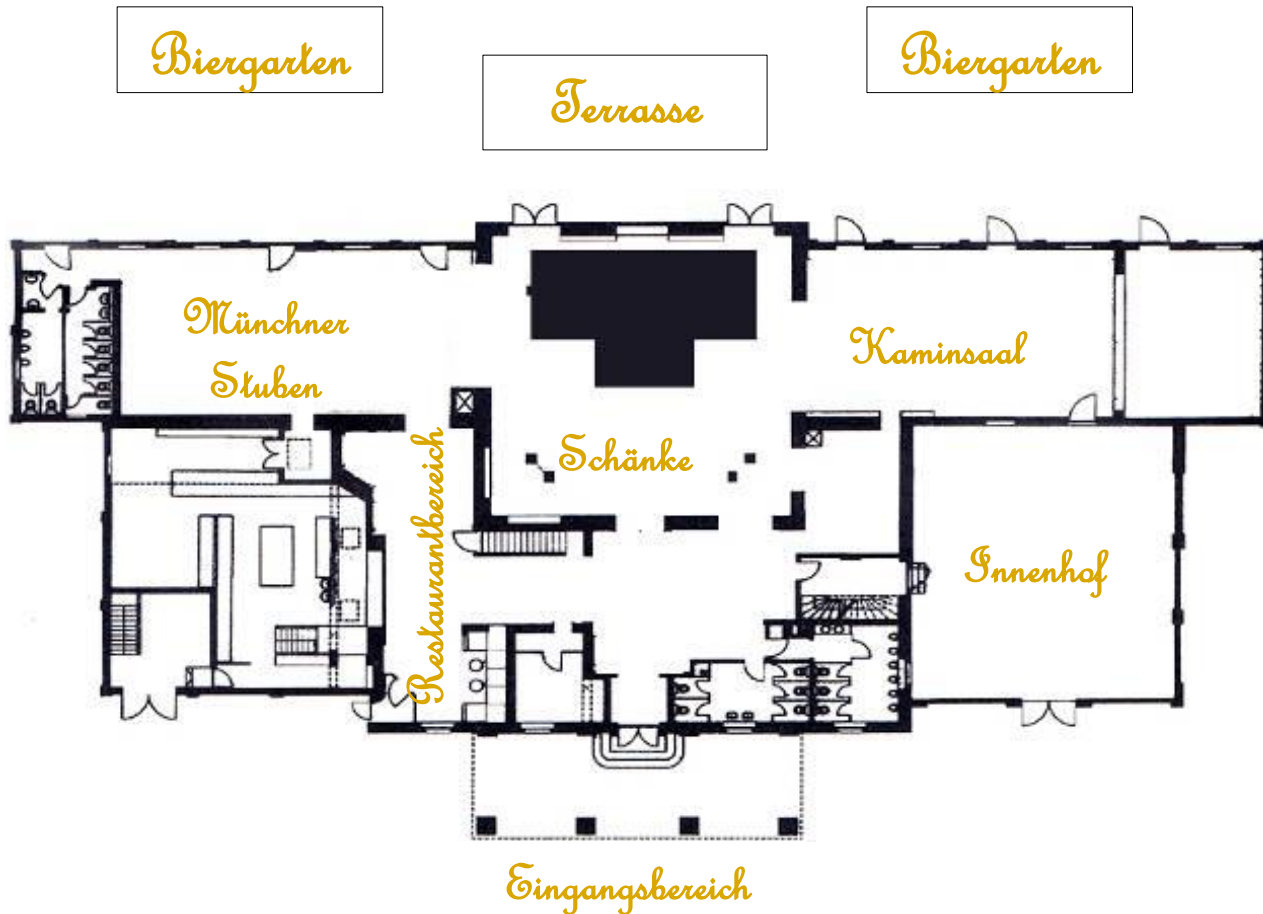 Biergarten
Terrasse
Biergarten
Münchner
Stuben
Kaminsaal
Schänke
Restaurantbereich
Innenhof
Eingangsbereich